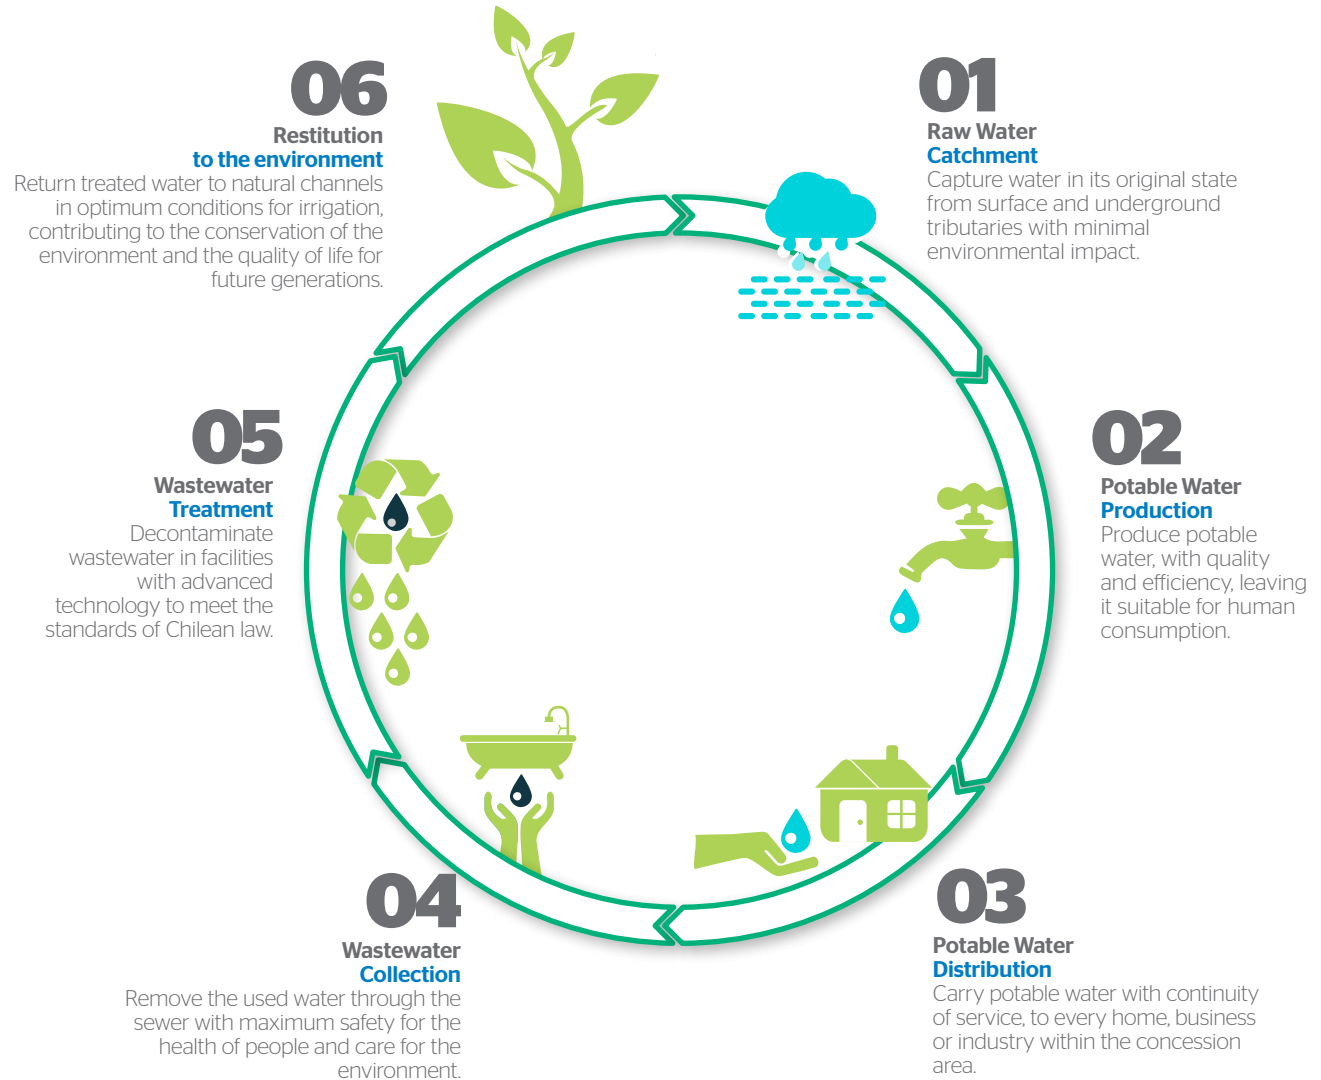 01
Raw Water
Catchment
Capture water in its original state
from surface and underground
tributaries with minimal
environmental impact.
02
Potable Water
Production
Produce potable
water, with quality
and efficiency, leaving
it suitable for human
consumption.
03
Potable Water
Distribution
Carry potable water with continuity
of service, to every home, business
or industry within the concession
area.
04
Wastewater
Collection
Remove the used water through the
sewer with maximum safety for the
health of people and care for the
environment.
05
Wastewater
Treatment
Decontaminate
wastewater in facilities
with advanced
technology to meet the
standards of Chilean law.
06
Restitution
to the environment
Return treated water to natural channels
in optimum conditions for irrigation,
contributing to the conservation of the
environment and the quality of life for
future generations.